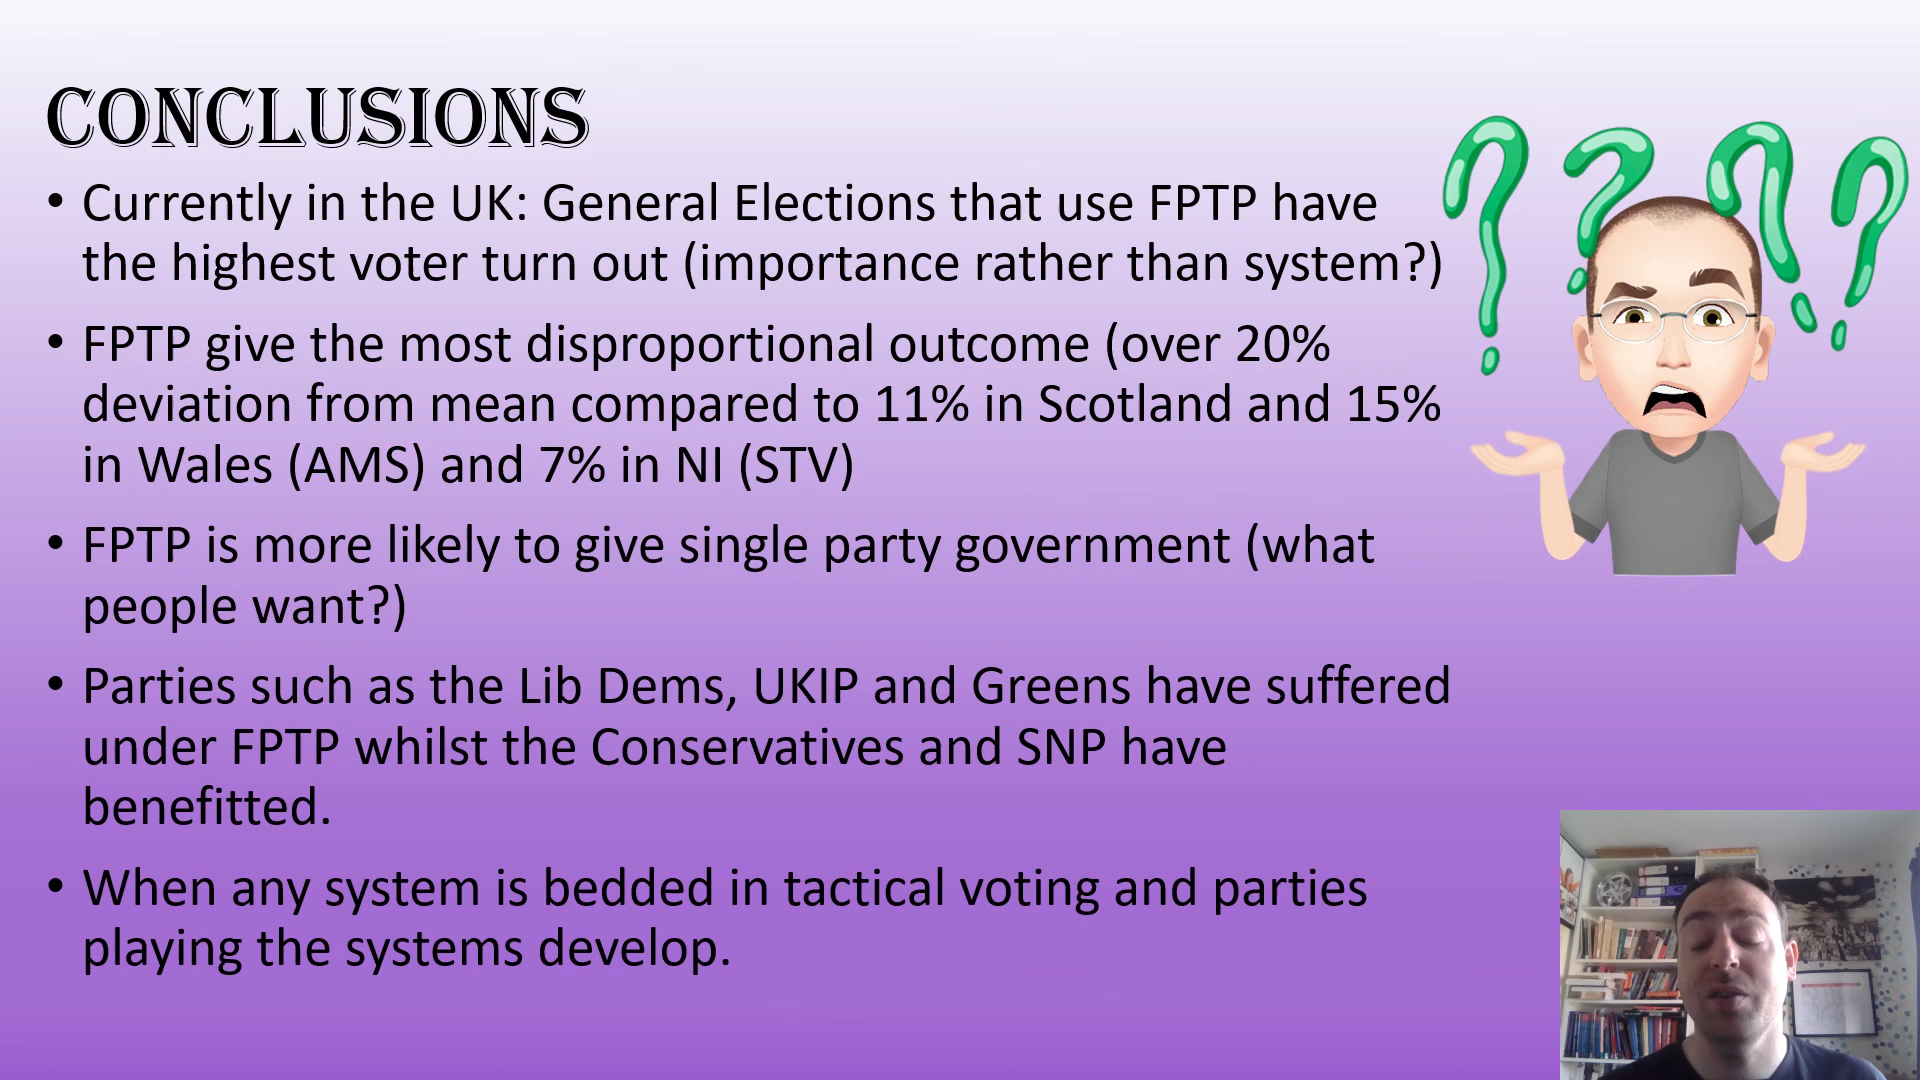 CONCLUSIONS
• Currently in the UK: General Elections that use FPTP have
the highest voter turn out (importance rather than system?)
• FPTP give the most disproportional outcome (over 20%
deviation from mean compared to 11% in Scotland and 15%
in Wales (AMS) and 7% in NI (STV)
• FPTP is more likely to give single party government (what
people want?)
• Parties such as the Lib Dems, UKIP and Greens have suffered
under FPTP whilst the Conservatives and SNP have
benefitted.
• When any system is bedded in tactical voting and parties
playing the systems develop.